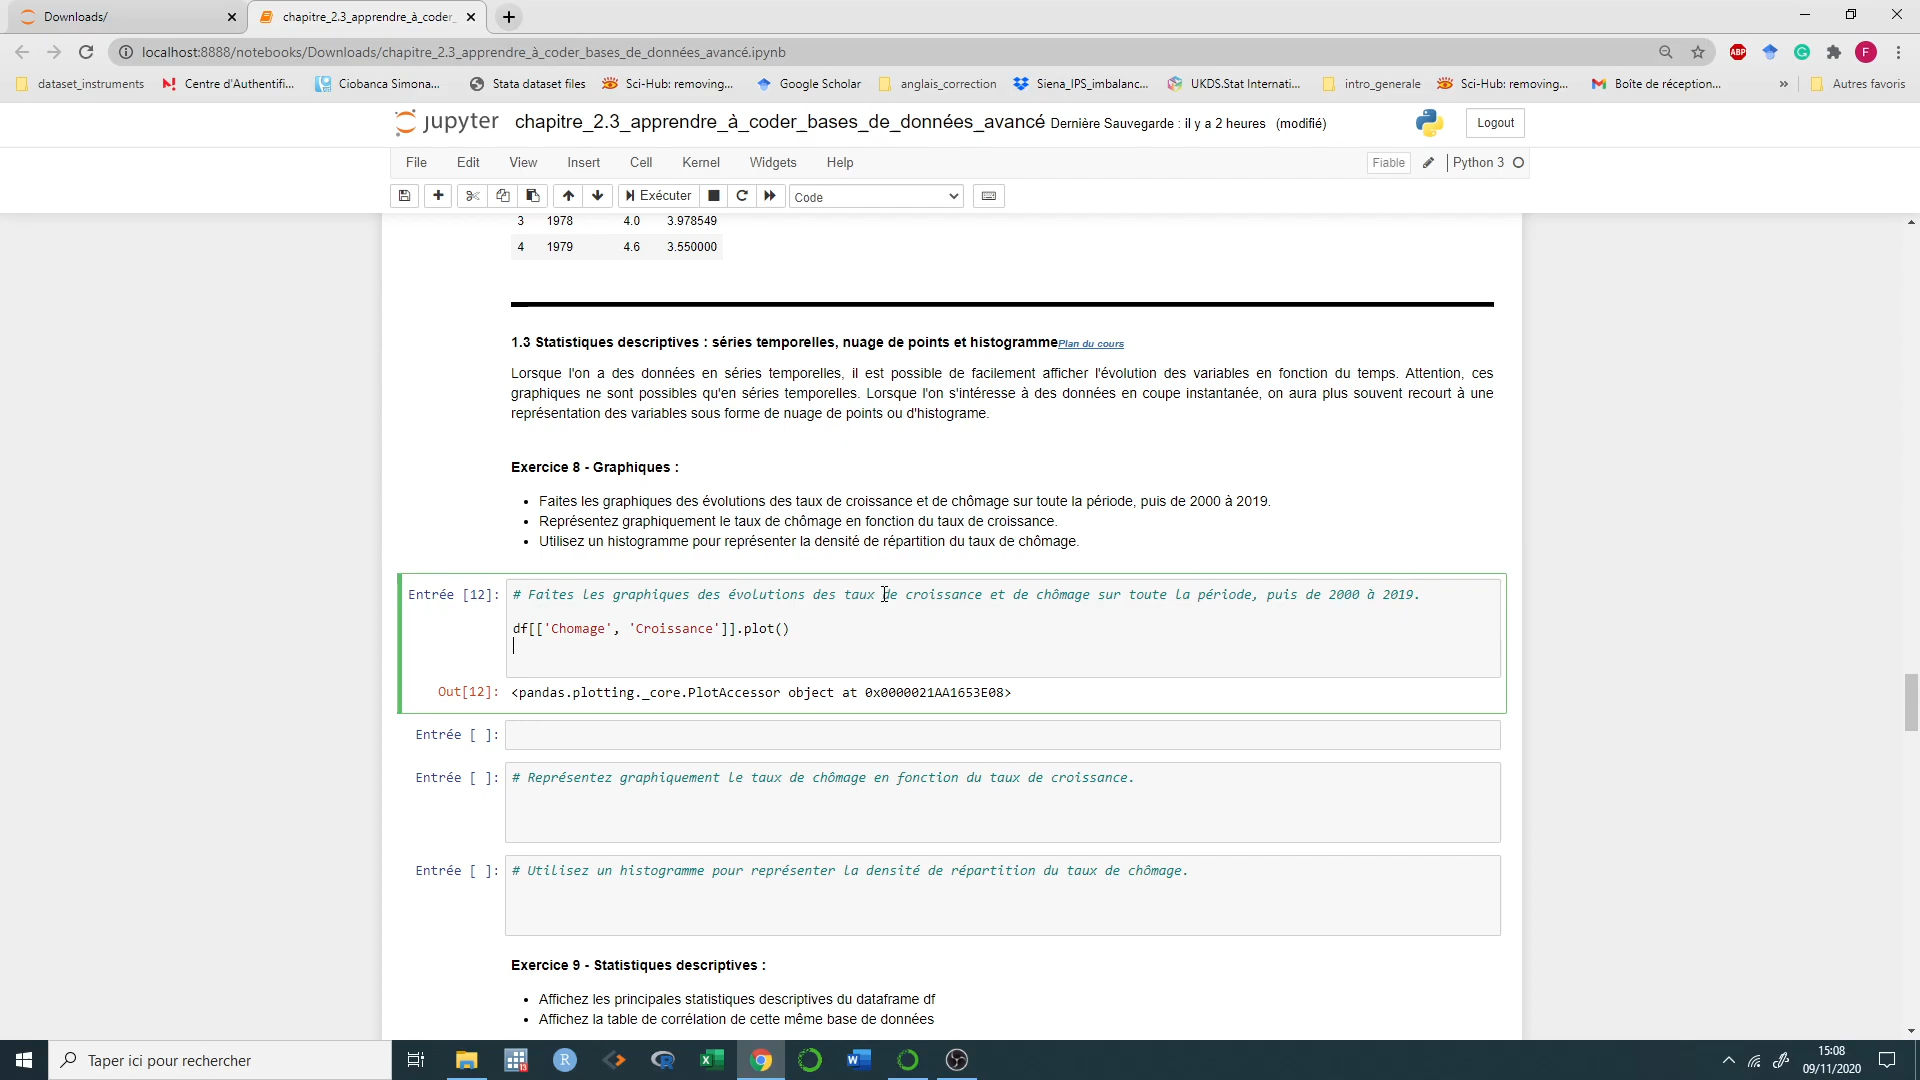 Downloads/
chapitre_2.3_apprendre_à_coder_
localhost:8888/notebooks/Downloads/chapitre_2.3_apprendre_à_coder_bases_de_données_avancé.ipynb
ABP
F
dataset_instruments
Centre d'Authentifi...
Ciobanca Simona...
Stata dataset files
Sci-Hub: removing...
Google Scholar
anglais_correction
Siena_IPS_imbalanc...
UKDS.Stat Internati...
intro_generale
Sci-Hub: removing...
Boîte de réception...
»
Autres favoris
jupyter
chapitre_2.3_apprendre_à_coder_bases_de_données_avancé Dernière Sauvegarde : il y a 2 heures (modifié)
Logout
File
Edit
View
Insert
Cell
Kernel
Widgets
Help
Fiable
Python 3
Exécuter
Code
3 1978 4.0 3.978549
4 1979 4.6 3.550000
1.3 Statistiques descriptives : séries temporelles, nuage de points et histogrammePlan du cours
Lorsque l'on a des données en séries temporelles, il est possible de facilement afficher l'évolution des variables en fonction du temps. Attention, ces
graphiques ne sont possibles qu'en séries temporelles. Lorsque l'on s'intéresse à des données en coupe instantanée, on aura plus souvent recourt à une
représentation des variables sous forme de nuage de points ou d'histograme.
Exercice 8 - Graphiques :
• Faites les graphiques des évolutions des taux de croissance et de chômage sur toute la période, puis de 2000 à 2019.
• Représentez graphiquement le taux de chômage en fonction du taux de croissance.
• Utilisez un histogramme pour représenter la densité de répartition du taux de chômage.
Entrée [12]: # Faites les graphiques des évolutions des taux de croissance et de chômage sur toute la période, puis de 2000 à 2019.
df[['Chomage', 'Croissance']].plot()
Out[12]: <pandas.plotting._core.PlotAccessor object at 0x0000021AA1653E08>
Entrée [ ]:
Entrée [ ]: # Représentez graphiquement le taux de chômage en fonction du taux de croissance.
Entrée [ ]: # Utilisez un histogramme pour représenter la densité de répartition du taux de chômage.
Exercice 9 - Statistiques descriptives :
• Affichez les principales statistiques descriptives du dataframe df
• Affichez la table de corrélation de cette même base de données
Taper ici pour rechercher
15:08
09/11/2020